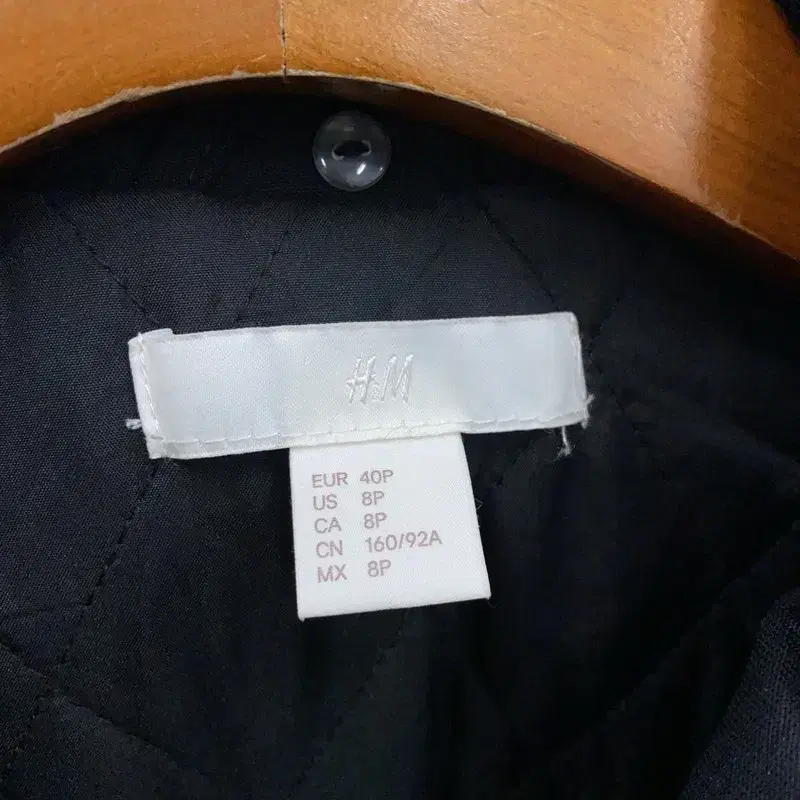 H&M
EUR 40P
US 8P
CA 8P
CN 160/92A
MX 8P